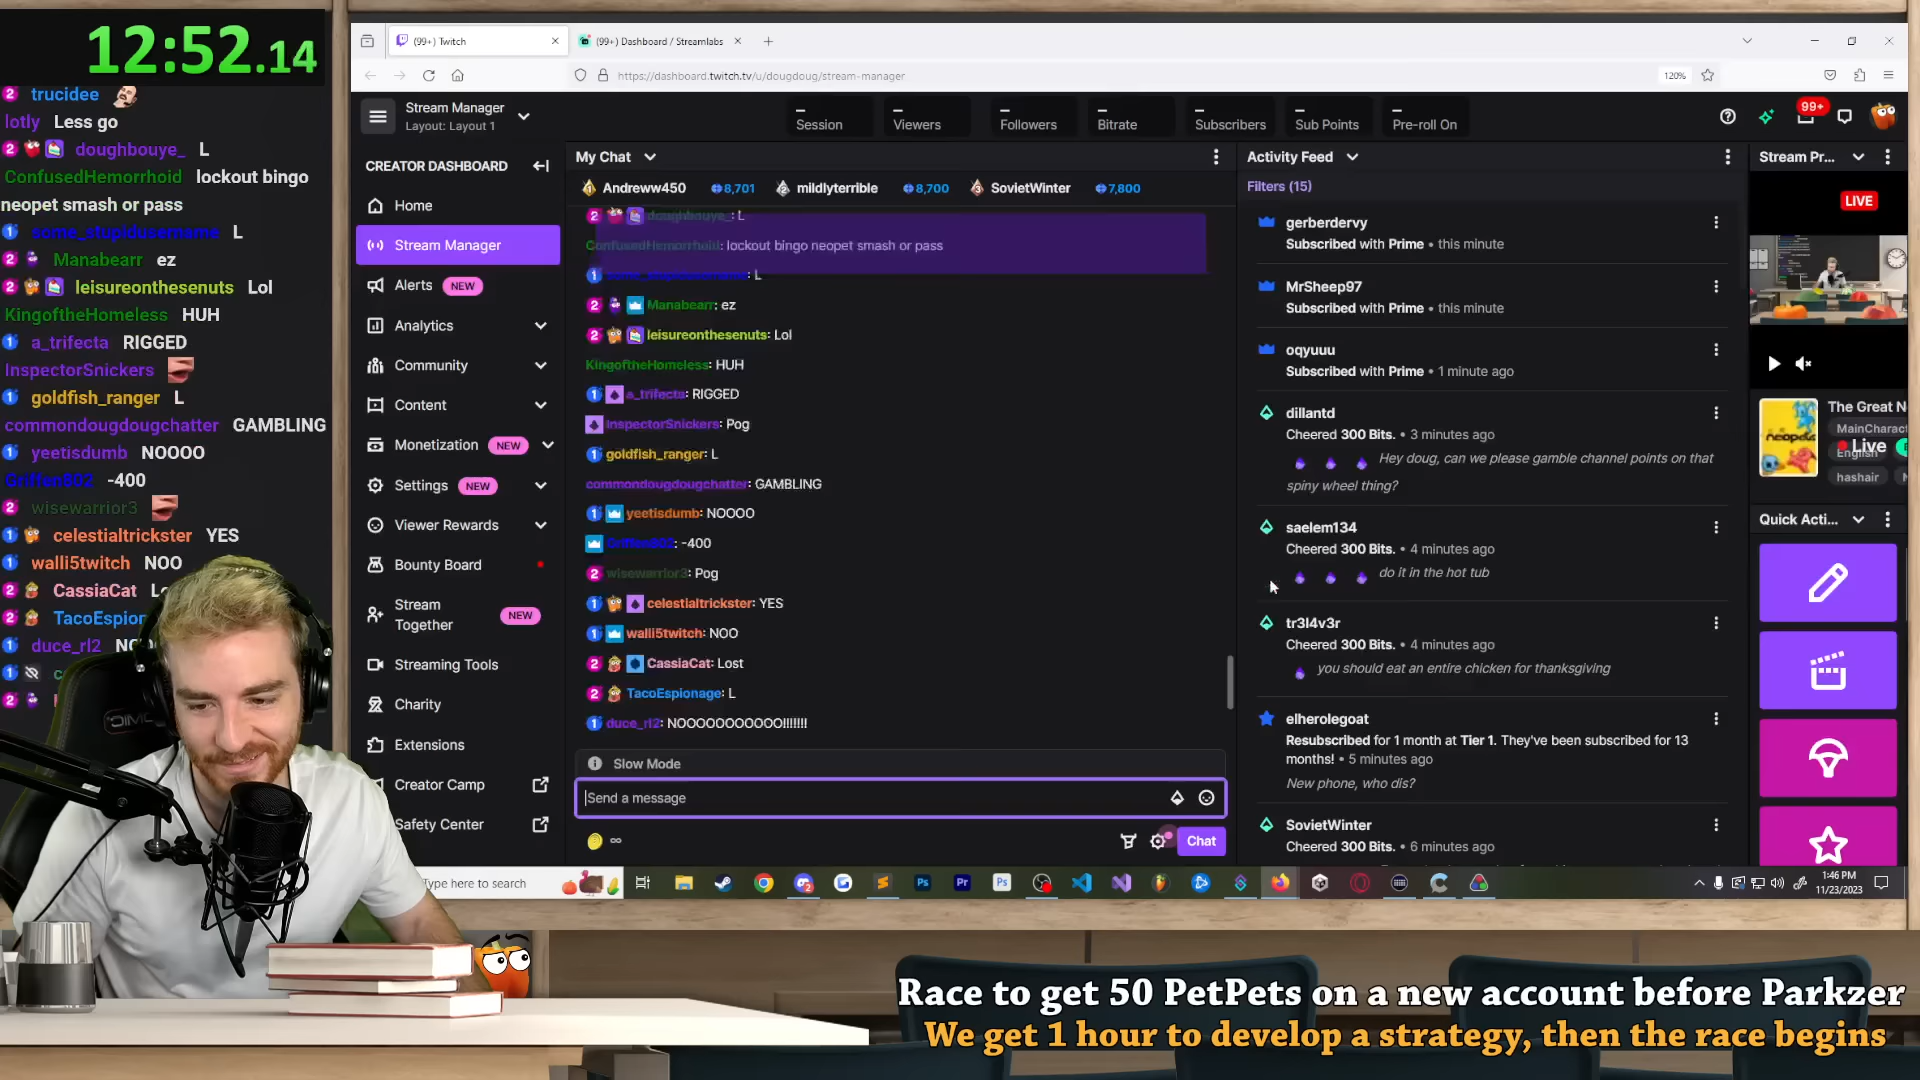 12:52.14
trucidee
lotly Less go
doughbouye_ L
ConfusedHemorrhoid lockout bingo
neopet smash or pass
some_stupidusername L
Manabearr ez
leisureonthesenuts Lol
KingoftheHomeless HUH
a_trifecta RIGGED
InspectorSnickers
goldfish_ranger L
commondougdougchatter GAMBLING
yeetisdumb NOOOO
Griffen802 -400
wisewarrior3
celestialtrickster YES
walli5twitch NOO
CassiaCat
TacoEspion
duce_rl2
(99+) Twitch
(99+) Dashboard / Streamlabs
https://dashboard.twitch.tv/u/dougdoug/stream-manager
120%
Stream Manager
Layout: Layout 1
Session
Viewers
Followers
Bitrate
Subscribers
Sub Points
Pre-roll On
99+
CREATOR DASHBOARD
Home
Stream Manager
Alerts NEW
Analytics
Community
Content
Monetization NEW
Settings NEW
Viewer Rewards
Bounty Board
Stream
Together NEW
Streaming Tools
Charity
Extensions
Creator Camp
Safety Center
My Chat
Andreww450 8,701 mildlyterrible 8,700 SovietWinter 7,800
doughbouye_: L
ConfusedHemorrhoid: lockout bingo neopet smash or pass
some_stupidusername: L
Manabearr: ez
leisureonthesenuts: Lol
KingoftheHomeless: HUH
a_trifecta: RIGGED
InspectorSnickers: Pog
goldfish_ranger: L
commondougdougchatter: GAMBLING
yeetisdumb: NOOOO
Griffen802: -400
wisewarrior3: Pog
celestialtrickster: YES
walli5twitch: NOO
CassiaCat: Lost
TacoEspionage: L
duce_rl2: NOOOOOOOOOOO!!!!!!!
Slow Mode
Send a message
Chat
Activity Feed
Filters (15)
gerberdervy
Subscribed with Prime • this minute
MrSheep97
Subscribed with Prime • this minute
oqyuuu
Subscribed with Prime • 1 minute ago
dillantd
Cheered 300 Bits. • 3 minutes ago
Hey doug, can we please gamble channel points on that
spiny wheel thing?
saelem134
Cheered 300 Bits. • 4 minutes ago
do it in the hot tub
tr3l4v3r
Cheered 300 Bits. • 4 minutes ago
you should eat an entire chicken for thanksgiving
elherolegoat
Resubscribed for 1 month at Tier 1. They've been subscribed for 13
months! • 5 minutes ago
New phone, who dis?
SovietWinter
Cheered 300 Bits. • 6 minutes ago
Stream Pr...
LIVE
The Great N
MainCharac
Live
English
hashair
neopets
Quick Acti...
Type here to search
1:46 PM
11/23/2023
Race to get 50 PetPets on a new account before Parkzer
We get 1 hour to develop a strategy, then the race begins